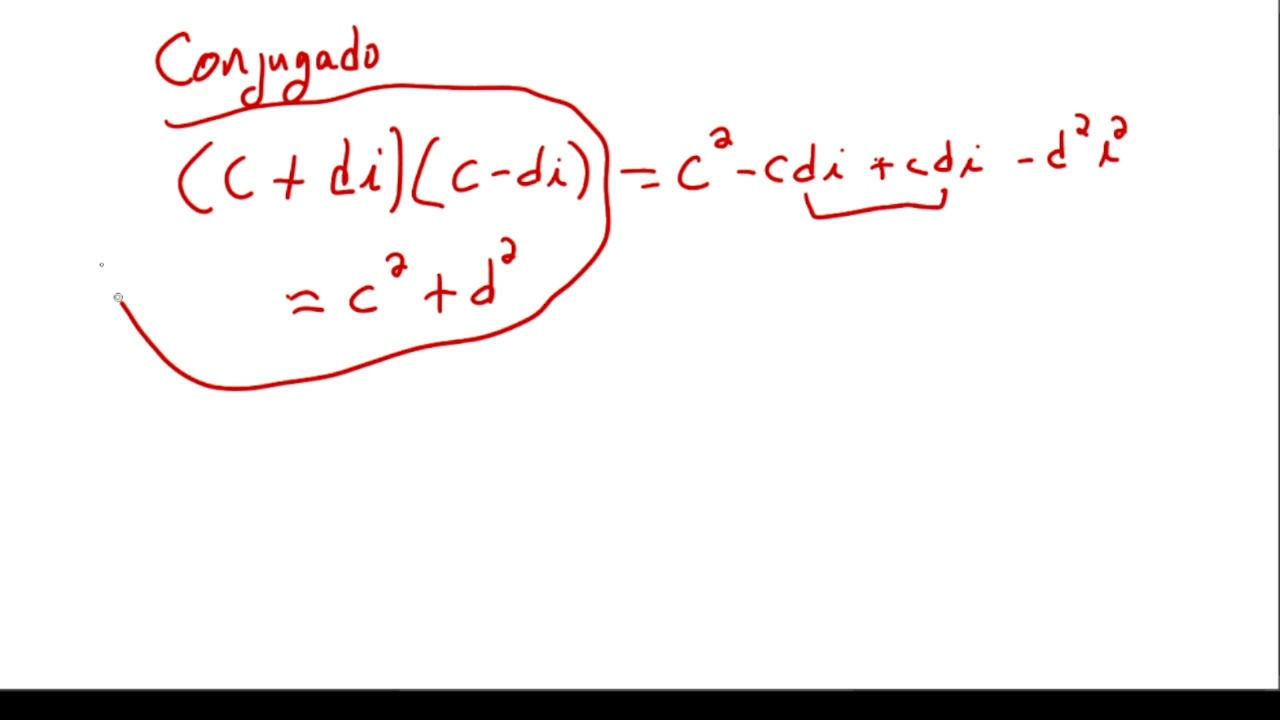 Conjugado
(c + di)(c - di) = c² - cdi + cdi - d²i²
= c² + d²